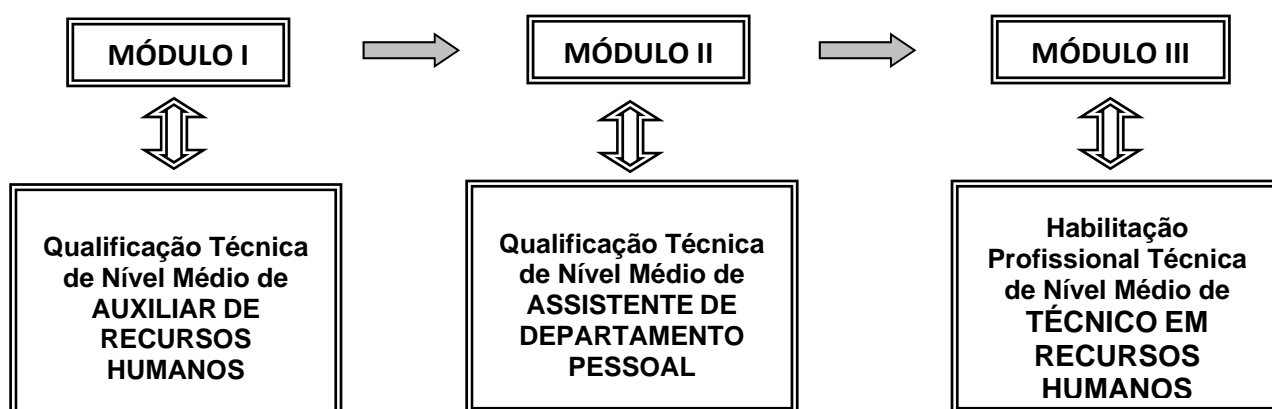 MÓDULO I
MÓDULO II
MÓDULO III
Qualificação Técnica
de Nível Médio de
AUXILIAR DE
RECURSOS
HUMANOS
Qualificação Técnica
de Nível Médio de
ASSISTENTE DE
DEPARTAMENTO
PESSOAL
Habilitação
Profissional Técnica
de Nível Médio de
TÉCNICO EM
RECURSOS
HUMANOS